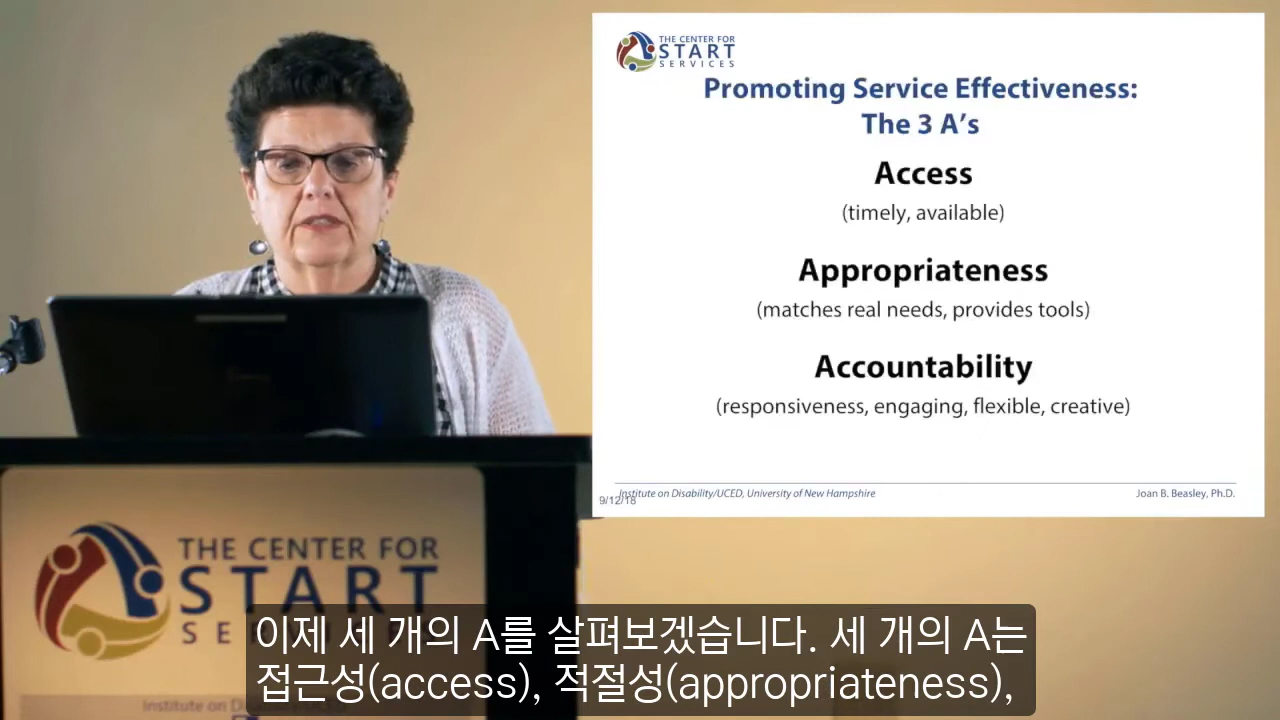 THE CENTER FOR
START
SERVICES
Promoting Service Effectiveness:
The 3 A's
Access
(timely, available)
Appropriateness
(matches real needs, provides tools)
Accountability
(responsiveness, engaging, flexible, creative)
Institute on Disability/UCED, University of New Hampshire
9/12/18
Joan B. Beasley, Ph.D.
THE CENTER FOR
START
이제 세 개의 A를 살펴보겠습니다. 세 개의 A는
접근성(access), 적절성(appropriateness),
Institute on